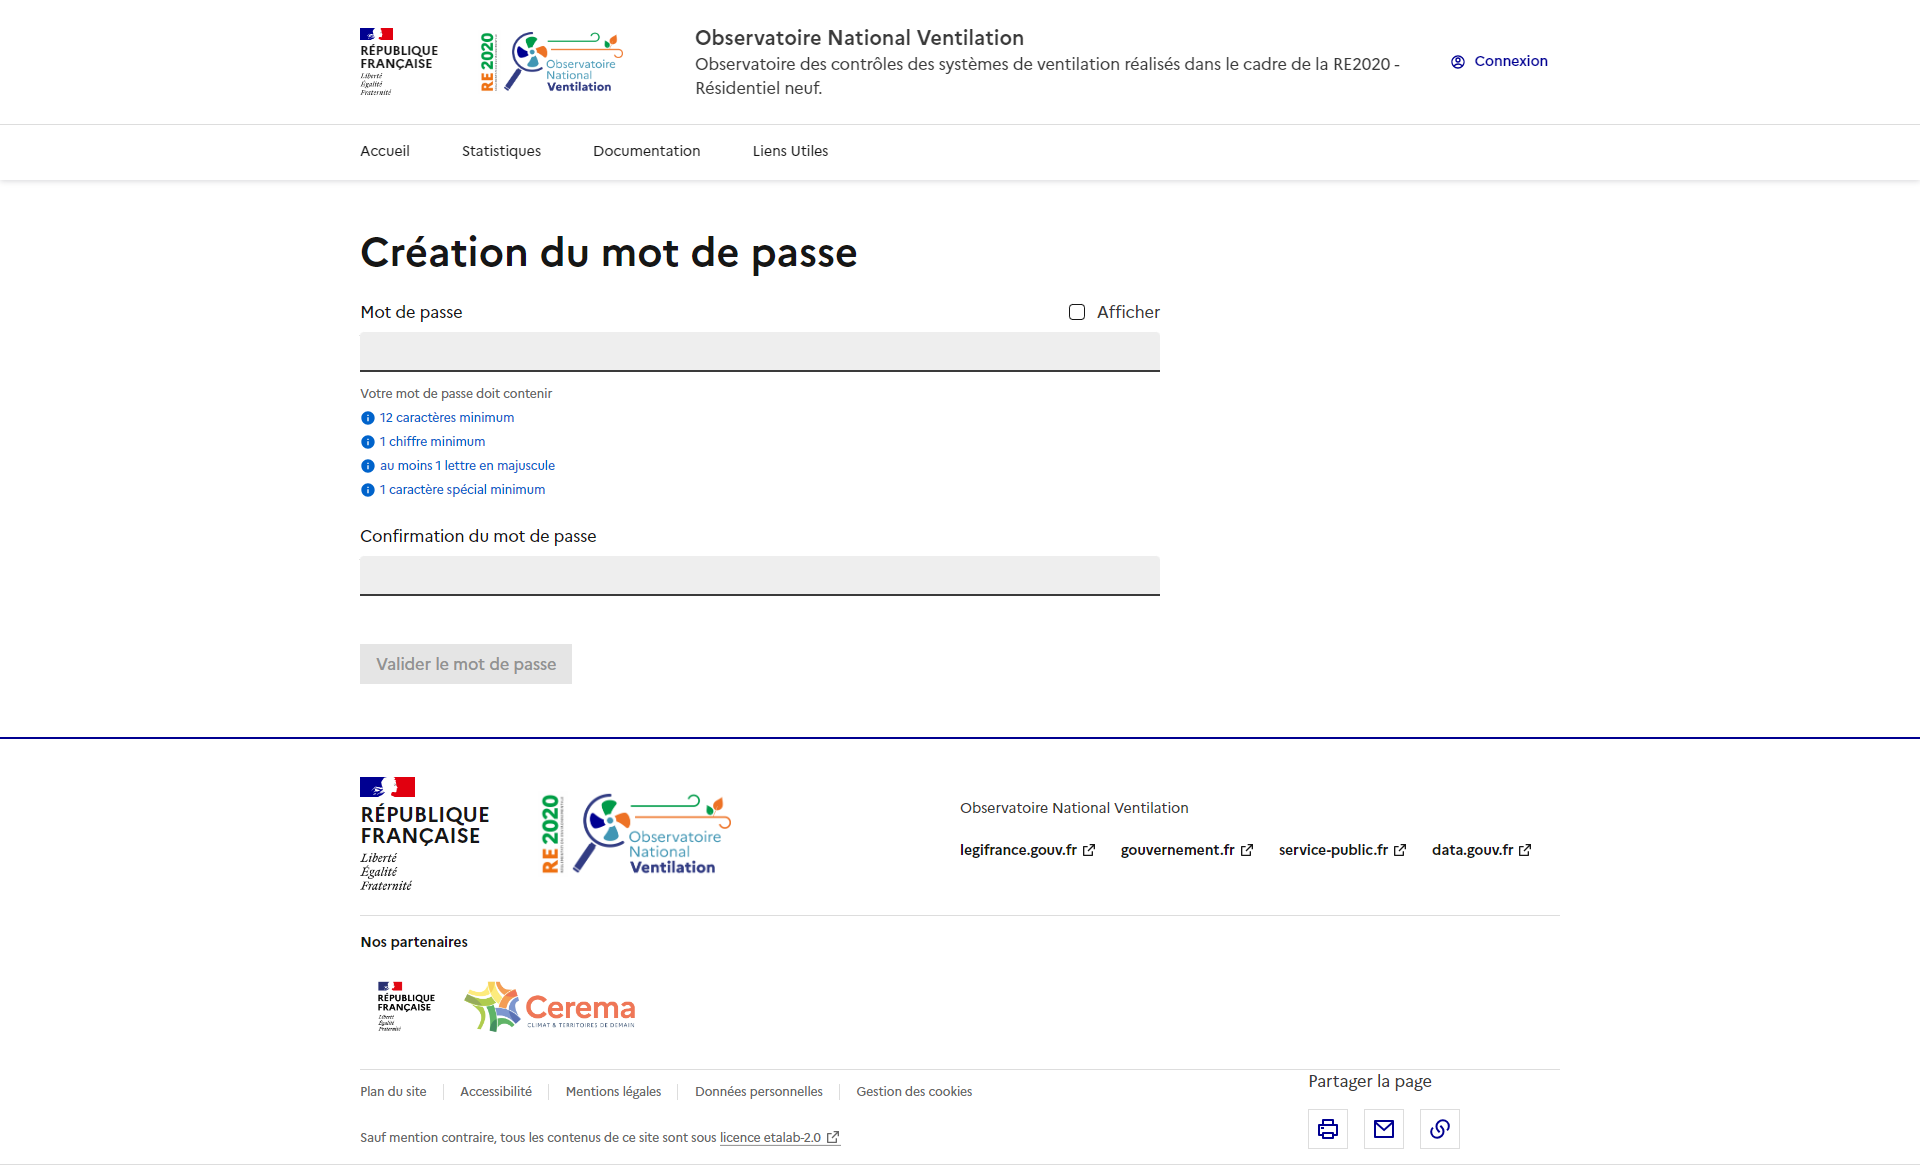 RÉPUBLIQUE
FRANÇAISE
Liberté
Égalité
Fraternité
RE 2020
Observatoire
National
Ventilation
Observatoire National Ventilation
Observatoire des contrôles des systèmes de ventilation réalisés dans le cadre de la RE2020 -
Résidentiel neuf.
Connexion
Accueil
Statistiques
Documentation
Liens Utiles
Création du mot de passe
Mot de passe
Afficher
Votre mot de passe doit contenir
12 caractères minimum
1 chiffre minimum
au moins 1 lettre en majuscule
1 caractère spécial minimum
Confirmation du mot de passe
Valider le mot de passe
RÉPUBLIQUE
FRANÇAISE
Liberté
Égalité
Fraternité
RE 2020
Observatoire
National
Ventilation
Observatoire National Ventilation
legifrance.gouv.fr
gouvernement.fr
service-public.fr
data.gouv.fr
Nos partenaires
RÉPUBLIQUE
FRANÇAISE
Cerema
CLIMAT & TERRITOIRES DE DEMAIN
Plan du site
Accessibilité
Mentions légales
Données personnelles
Gestion des cookies
Partager la page
Sauf mention contraire, tous les contenus de ce site sont sous licence etalab-2.0